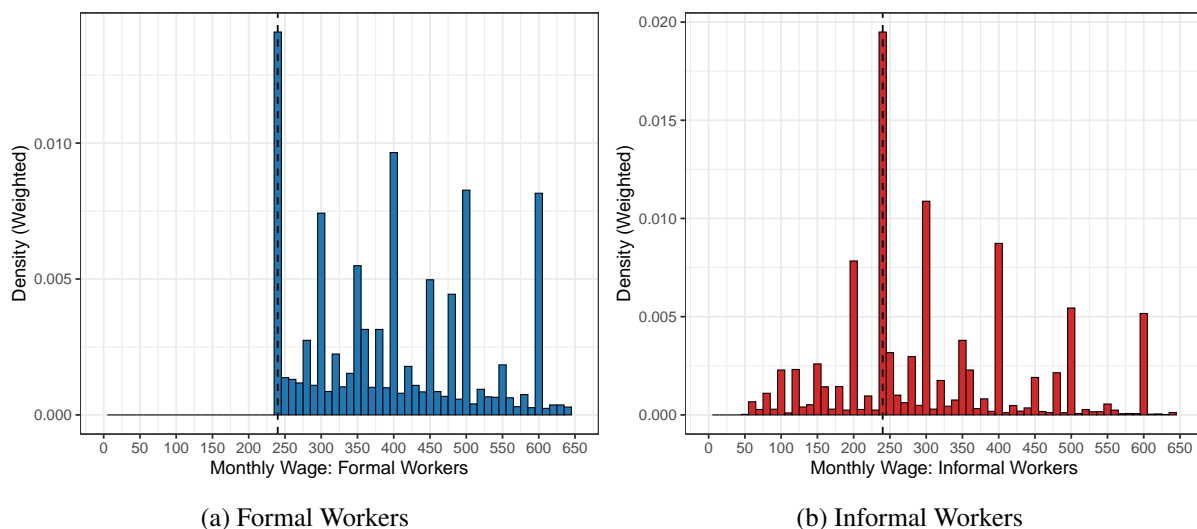 Density (Weighted)
0.010
0.005
0.000
0 50 100 150 200 250 300 350 400 450 500 550 600 650
Monthly Wage: Formal Workers
(a) Formal Workers
Density (Weighted)
0.020
0.015
0.010
0.005
0.000
0 50 100 150 200 250 300 350 400 450 500 550 600 650
Monthly Wage: Informal Workers
(b) Informal Workers